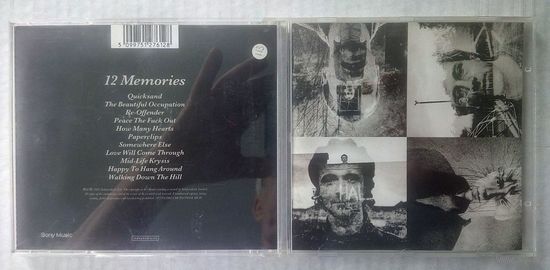 5 099751 276128
12 Memories
Quicksand
The Beautiful Occupation
Re-Offender
Peace The Fuck Out
How Many Hearts
Paperclips
Somewhere Else
Love Will Come Through
Mid-Life Krysis
Happy To Hang Around
Walking Down The Hill
Sony Music